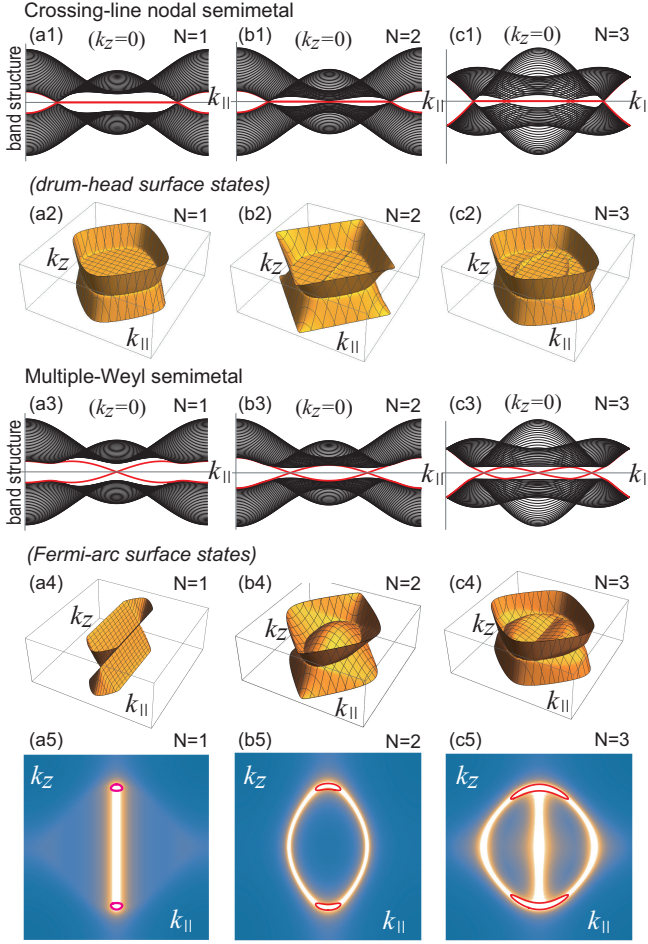 Crossing-line nodal semimetal
(a1) (kz=0) N=1 (b1) (kz=0) N=2 (c1) (kz=0) N=3
band structure k|| k|| k||
(drum-head surface states)
(a2) N=1 (b2) N=2 (c2) N=3
kz kz kz
k|| k|| k||
Multiple-Weyl semimetal
(a3) (kz=0) N=1 (b3) (kz=0) N=2 (c3) (kz=0) N=3
band structure k|| k|| k||
(Fermi-arc surface states)
(a4) N=1 (b4) N=2 (c4) N=3
kz kz kz
k|| k|| k||
(a5) N=1 (b5) N=2 (c5) N=3
kz kz kz
k|| k|| k||